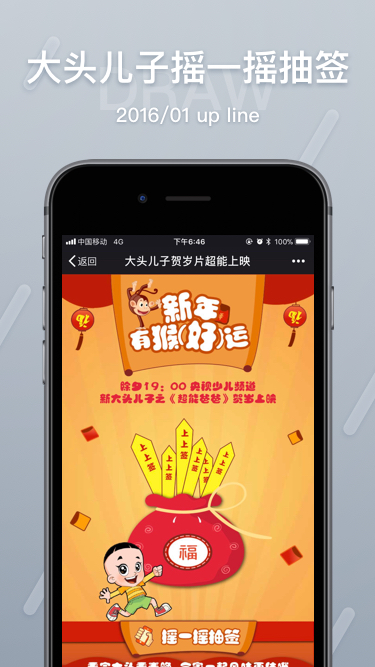 大头儿子摇一摇抽签
DRAW
2016/01 up line
中国移动 4G 下午6:46 100%
返回 大头儿子贺岁片超能上映
新年
有猴(好)运
福 福
除夕19：00 央视少儿频道
新大头儿子之《超能爸爸》贺岁上映
上上签 上上签 上上签 上上签 上上签
福
摇一摇抽签